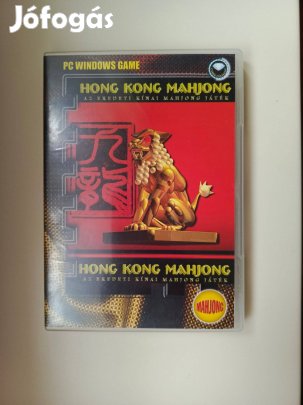 Jófogás
PC WINDOWS GAME
HONG KONG MAHJONG
AZ EREDETI KÍNAI MAHJONG JÁTÉK
HONG KONG MAHJONG
AZ EREDETI KÍNAI MAHJONG JÁTÉK
MAHJONG